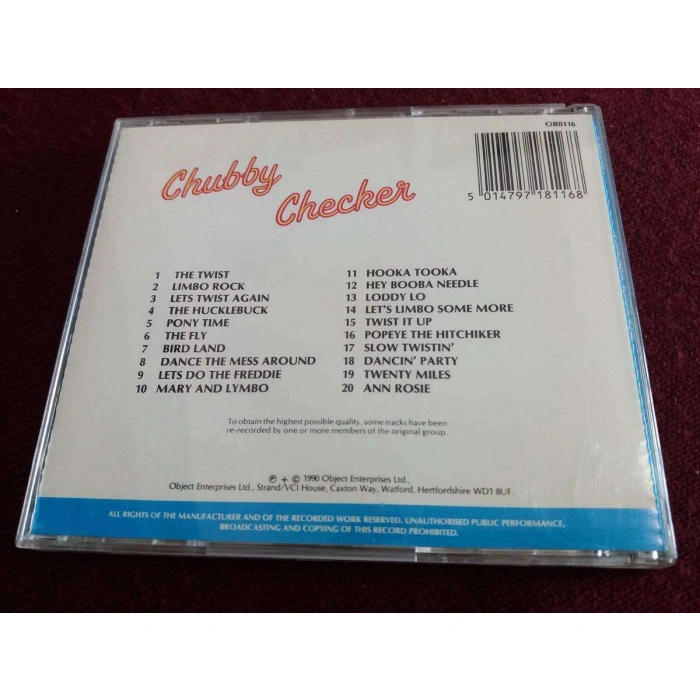 OR0116
5 014797 181168
Chubby
Checker
1 THE TWIST
2 LIMBO ROCK
3 LETS TWIST AGAIN
4 THE HUCKLEBUCK
5 PONY TIME
6 THE FLY
7 BIRD LAND
8 DANCE THE MESS AROUND
9 LETS DO THE FREDDIE
10 MARY AND LYMBO
11 HOOKA TOOKA
12 HEY BOOBA NEEDLE
13 LODDY LO
14 LET'S LIMBO SOME MORE
15 TWIST IT UP
16 POPEYE THE HITCHIKER
17 SLOW TWISTIN'
18 DANCIN' PARTY
19 TWENTY MILES
20 ANN ROSIE
To obtain the highest possible quality, some tracks have been
re-recorded by one or more members of the original group.
℗ + © 1990 Object Enterprises Ltd.,
Object Enterprises Ltd., Strand/VCI House, Caxton Way, Watford, Hertfordshire WD1 8UF.
ALL RIGHTS OF THE MANUFACTURER AND OF THE RECORDED WORK RESERVED. UNAUTHORISED PUBLIC PERFORMANCE,
BROADCASTING AND COPYING OF THIS RECORD PROHIBITED.